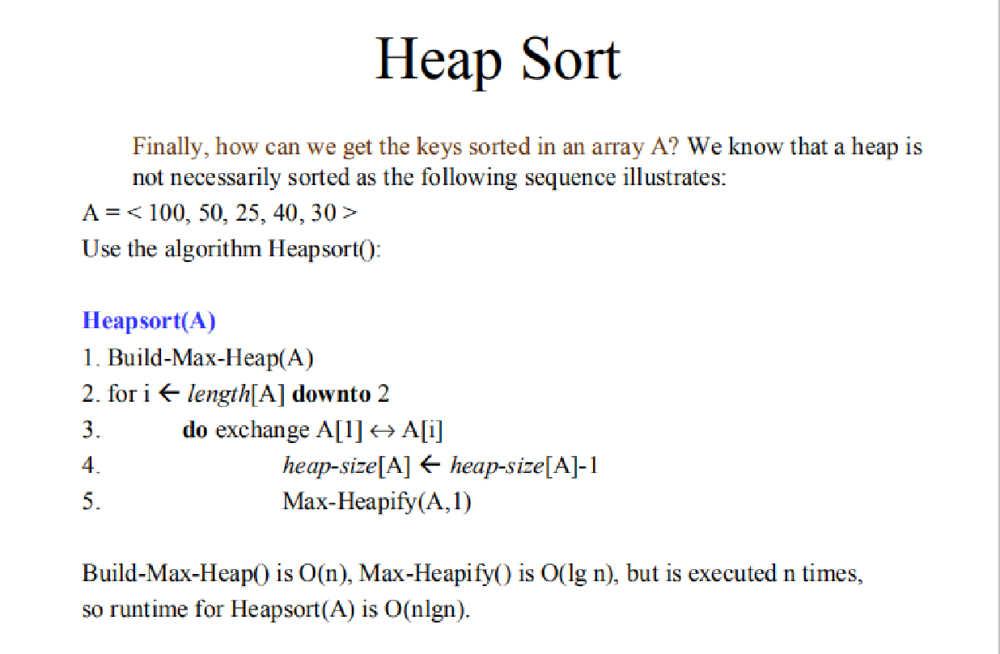 Heap Sort
Finally, how can we get the keys sorted in an array A? We know that a heap is
not necessarily sorted as the following sequence illustrates:
A = < 100, 50, 25, 40, 30 >
Use the algorithm Heapsort():
Heapsort(A)
1. Build-Max-Heap(A)
2. for i ← length[A] downto 2
3. do exchange A[1] ↔ A[i]
4. heap-size[A] ← heap-size[A]-1
5. Max-Heapify(A,1)
Build-Max-Heap() is O(n), Max-Heapify() is O(lg n), but is executed n times,
so runtime for Heapsort(A) is O(nlgn).